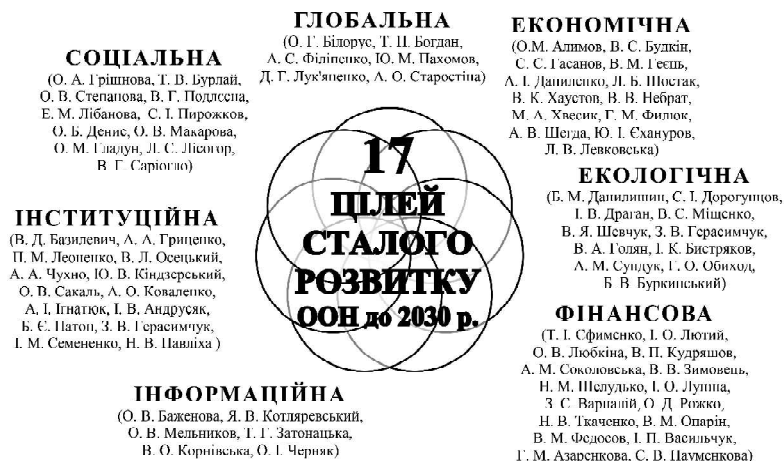 ГЛОБАЛЬНА
(О. Г. Білорус, Т. П. Богдан,
А. С. Філіпенко, Ю. М. Пахомов,
Д. Г. Лук'яненко, А. О. Старостіна)
ЕКОНОМІЧНА
(О.М. Алимов, В. С. Будкін,
С. С. Гасанов, В. М. Геєць,
А. І. Даниленко, Л. Б. Шостак,
В. К. Хаустов, В. В. Небрат,
М. А. Хвесик, Г. М. Филюк,
А. В. Шегда, Ю. І. Єхануров,
Л. В. Левковська)
ЕКОЛОГІЧНА
(Б. М. Данилишин, С. І. Дорогунцов,
І. В. Драган, В. С. Міщенко,
В. Я. Шевчук, З. В. Герасимчук,
В. А. Голян, І. К. Бистряков,
А. М. Сундук, Г. О. Обиход,
Б. В. Буркинський)
ФІНАНСОВА
(Т. І. Єфименко, І. О. Лютий,
О. В. Любкіна, В. П. Кудряшов,
А. М. Соколовська, В. В. Зимовець,
Н. М. Шелудько, І. О. Луніна,
З. С. Варналій, О. Д. Рожко,
Н. В. Ткаченко, В. М. Опарін,
В. М. Федосов, І. П. Васильчук,
Г. М. Азаренкова, С. В. Науменкова)
ІНФОРМАЦІЙНА
(О. В. Баженова, Я. В. Котляревський,
О. В. Мельников, Т. Г. Затонацька,
В. О. Корнівська, О. І. Черняк)
ІНСТИТУЦІЙНА
(В. Д. Базилевич, А. А. Гриценко,
П. М. Леоненко, В. Л. Осецький,
А. А. Чухно, Ю. В. Кіндзерський,
О. В. Сакаль, А. О. Коваленко,
А. І. Ігнатюк, І. В. Андрусяк,
Б. Є. Патон, З. В. Герасимчук,
І. М. Семененко, Н. В. Павліха )
СОЦІАЛЬНА
(О. А. Грішнова, Т. В. Бурлай,
О. В. Степанова, В. Г. Подлєсна,
Е. М. Лібанова, С. І. Пирожков,
О. Б. Денис, О. В. Макарова,
О. М. Гладун, Л. С. Лісогор,
В. Г. Саріогло)
17
ЦІЛЕЙ
СТАЛОГО
РОЗВИТКУ
ООН до 2030 р.